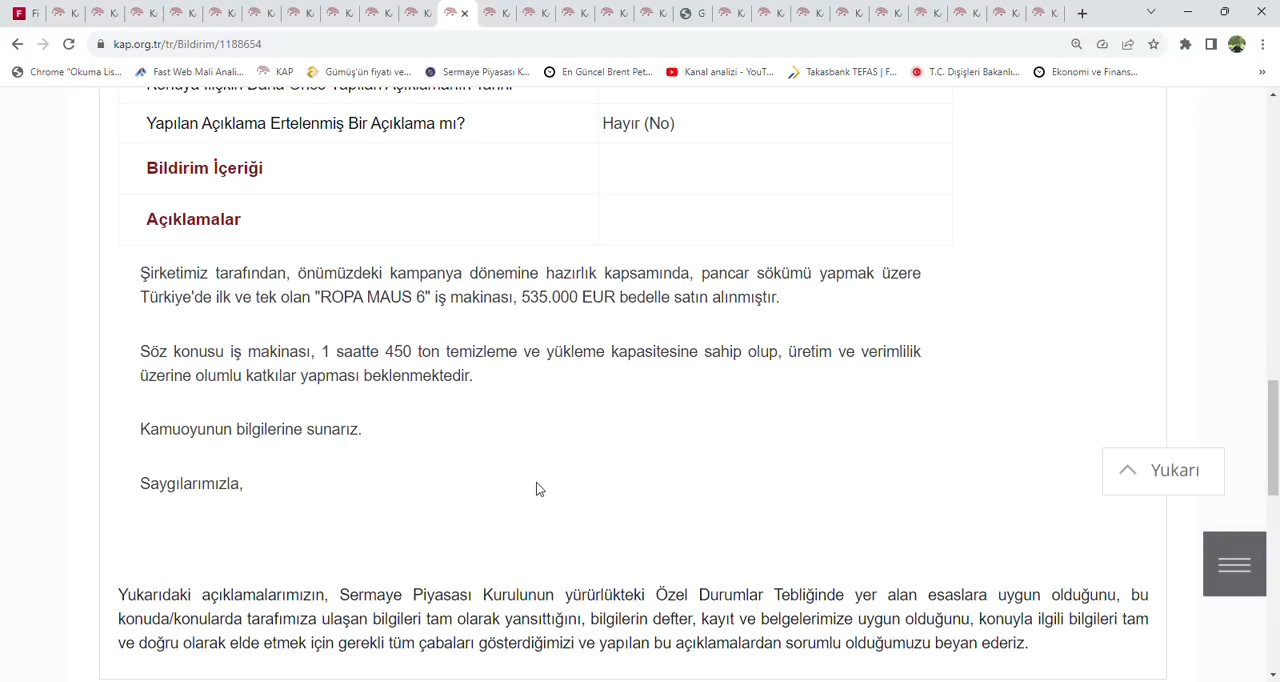 Fi
kap.org.tr/tr/Bildirim/1188654
Chrome "Okuma Lis...
Fast Web Mali Anali...
KAP
Gümüş'ün fiyatı ve...
Sermaye Piyasası K...
En Güncel Brent Pet...
Kanal analizi - YouT...
Takasbank TEFAS | F...
T.C. Dışişleri Bakanlı...
Ekonomi ve Finans...
»
Konuya İlişkin Daha Önce Yapılan Açıklamanın Tarihi
Yapılan Açıklama Ertelenmiş Bir Açıklama mı?
Hayır (No)
Bildirim İçeriği
Açıklamalar
Şirketimiz tarafından, önümüzdeki kampanya dönemine hazırlık kapsamında, pancar sökümü yapmak üzere
Türkiye'de ilk ve tek olan "ROPA MAUS 6" iş makinası, 535.000 EUR bedelle satın alınmıştır.
Söz konusu iş makinası, 1 saatte 450 ton temizleme ve yükleme kapasitesine sahip olup, üretim ve verimlilik
üzerine olumlu katkılar yapması beklenmektedir.
Kamuoyunun bilgilerine sunarız.
Saygılarımızla,
Yukarı
Yukarıdaki açıklamalarımızın, Sermaye Piyasası Kurulunun yürürlükteki Özel Durumlar Tebliğinde yer alan esaslara uygun olduğunu, bu
konuda/konularda tarafımıza ulaşan bilgileri tam olarak yansıttığını, bilgilerin defter, kayıt ve belgelerimize uygun olduğunu, konuyla ilgili bilgileri tam
ve doğru olarak elde etmek için gerekli tüm çabaları gösterdiğimizi ve yapılan bu açıklamalardan sorumlu olduğumuzu beyan ederiz.